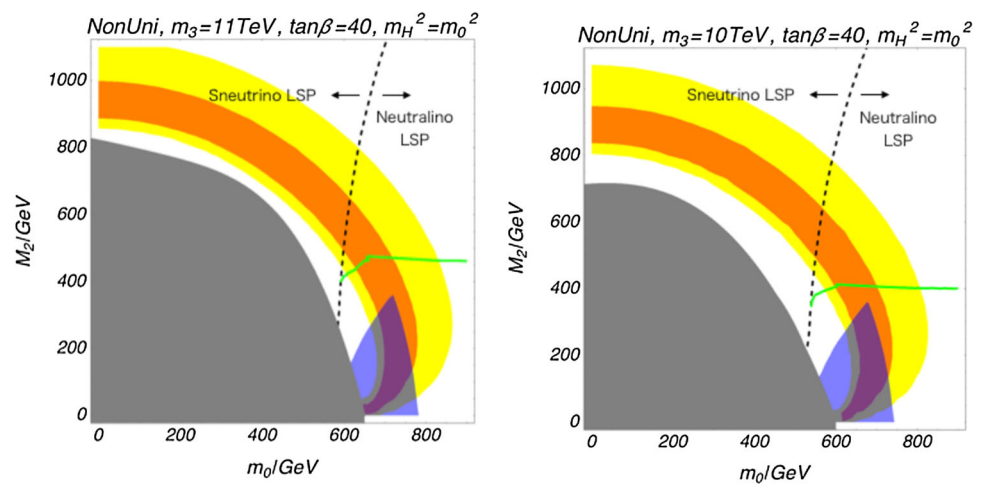 NonUni, m₃=11TeV, tanβ=40, m_H²=m₀²
1000
800
600
400
200
0
M₂/GeV
Sneutrino LSP
Neutralino
LSP
0 200 400 600 800
m₀/GeV
NonUni, m₃=10TeV, tanβ=40, m_H²=m₀²
1000
800
600
400
200
0
M₂/GeV
Sneutrino LSP
Neutralino
LSP
0 200 400 600 800
m₀/GeV